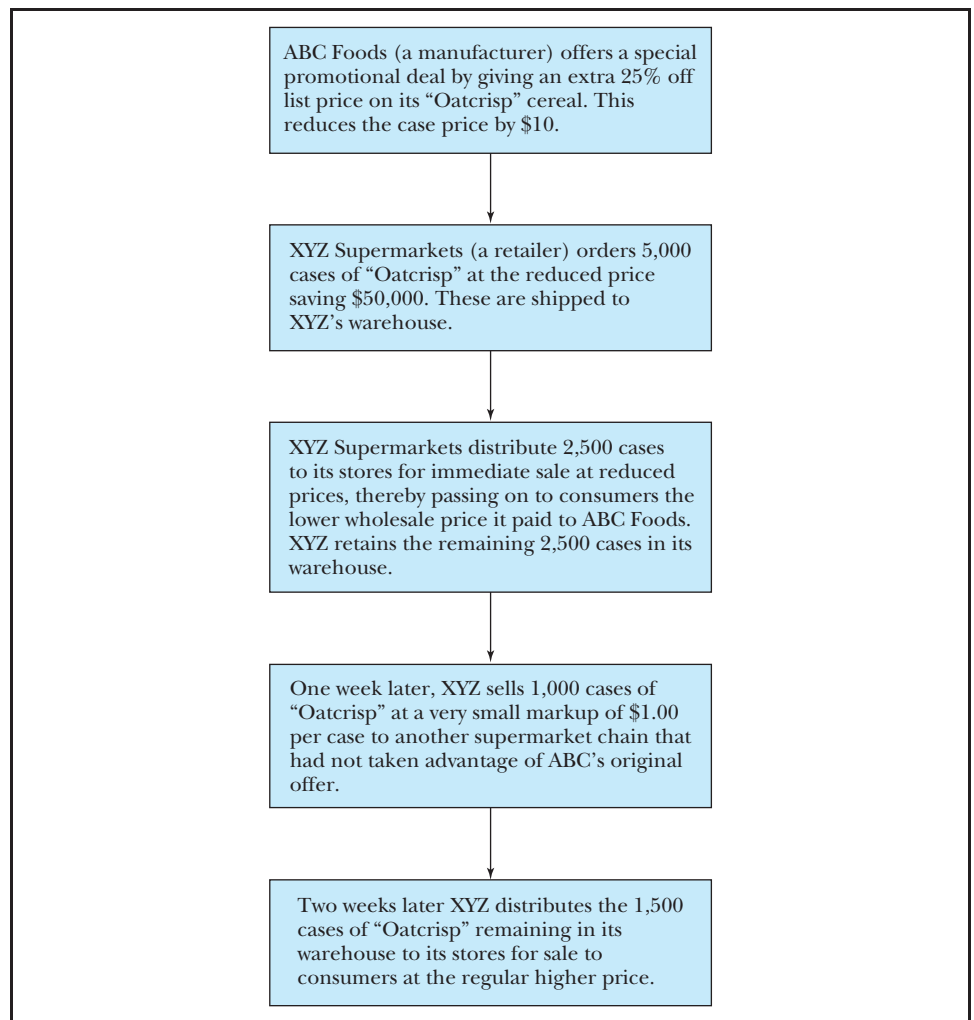 ABC Foods (a manufacturer) offers a special
promotional deal by giving an extra 25% off
list price on its “Oatcrisp” cereal. This
reduces the case price by $10.
XYZ Supermarkets (a retailer) orders 5,000
cases of “Oatcrisp” at the reduced price
saving $50,000. These are shipped to
XYZ’s warehouse.
XYZ Supermarkets distribute 2,500 cases
to its stores for immediate sale at reduced
prices, thereby passing on to consumers the
lower wholesale price it paid to ABC Foods.
XYZ retains the remaining 2,500 cases in its
warehouse.
One week later, XYZ sells 1,000 cases of
“Oatcrisp” at a very small markup of $1.00
per case to another supermarket chain that
had not taken advantage of ABC’s original
offer.
Two weeks later XYZ distributes the 1,500
cases of “Oatcrisp” remaining in its
warehouse to its stores for sale to
consumers at the regular higher price.